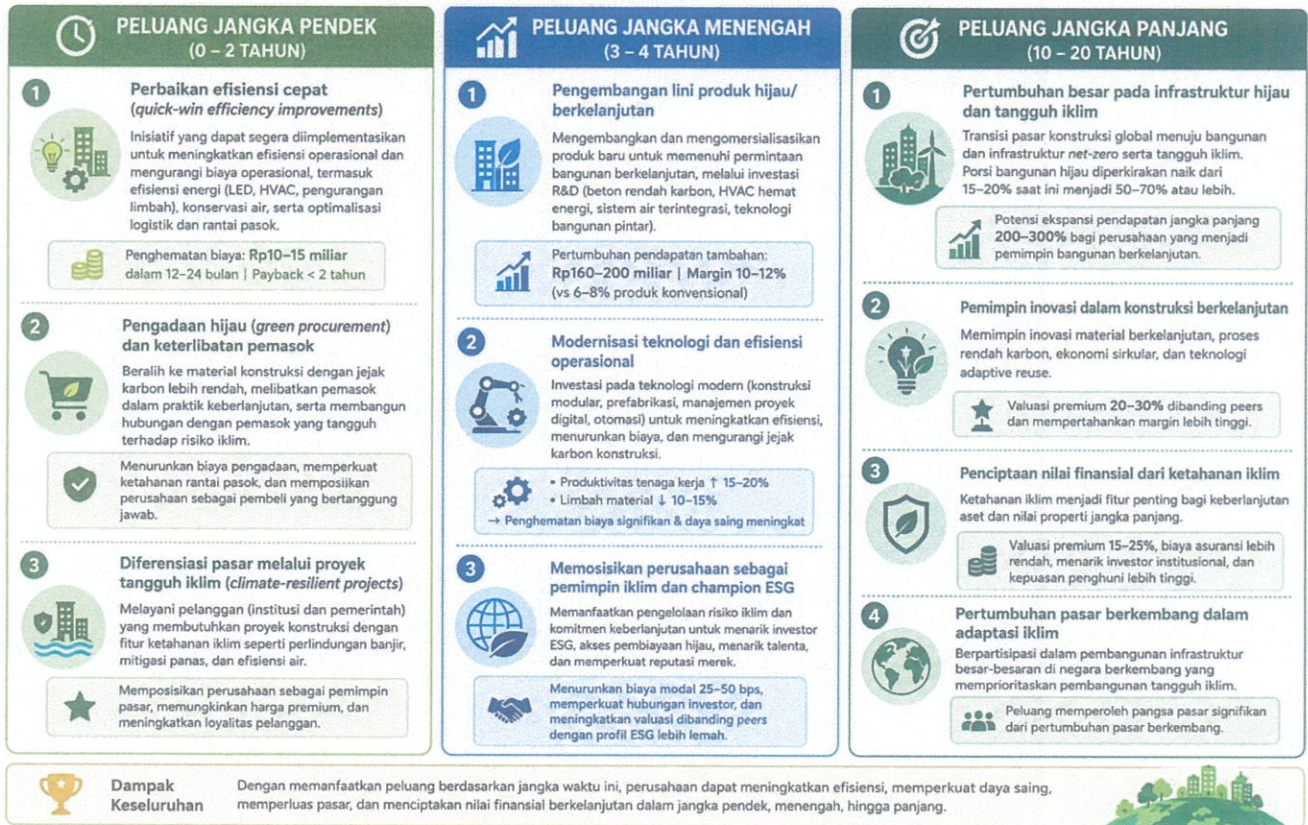 PELUANG JANGKA PENDEK
(0 – 2 TAHUN)
1
Perbaikan efisiensi cepat
(quick-win efficiency improvements)
Inisiatif yang dapat segera diimplementasikan
untuk meningkatkan efisiensi operasional dan
mengurangi biaya operasional, termasuk
efisiensi energi (LED, HVAC, pengurangan
limbah), konservasi air, serta optimalisasi
logistik dan rantai pasok.
Penghematan biaya: Rp10–15 miliar
dalam 12–24 bulan | Payback < 2 tahun
2
Pengadaan hijau (green procurement)
dan keterlibatan pemasok
Beralih ke material konstruksi dengan jejak
karbon lebih rendah, melibatkan pemasok
dalam praktik keberlanjutan, serta membangun
hubungan dengan pemasok yang tangguh
terhadap risiko iklim.
Menurunkan biaya pengadaan, memperkuat
ketahanan rantai pasok, dan memposisikan
perusahaan sebagai pembeli yang bertanggung
jawab.
3
Diferensiasi pasar melalui proyek
tangguh iklim (climate-resilient projects)
Melayani pelanggan (institusi dan pemerintah)
yang membutuhkan proyek konstruksi dengan
fitur ketahanan iklim seperti perlindungan banjir,
mitigasi panas, dan efisiensi air.
Memposisikan perusahaan sebagai pemimpin
pasar, memungkinkan harga premium, dan
meningkatkan loyalitas pelanggan.
PELUANG JANGKA MENENGAH
(3 – 4 TAHUN)
1
Pengembangan lini produk hijau/
berkelanjutan
Mengembangkan dan mengomersialisasikan
produk baru untuk memenuhi permintaan
bangunan berkelanjutan, melalui investasi
R&D (beton rendah karbon, HVAC hemat
energi, sistem air terintegrasi, teknologi
bangunan pintar).
Pertumbuhan pendapatan tambahan:
Rp160–200 miliar | Margin 10–12%
(vs 6–8% produk konvensional)
2
Modernisasi teknologi dan efisiensi
operasional
Investasi pada teknologi modern (konstruksi
modular, prefabrikasi, manajemen proyek
digital, otomasi) untuk meningkatkan efisiensi,
menurunkan biaya, dan mengurangi jejak
karbon konstruksi.
• Produktivitas tenaga kerja ↑ 15–20%
• Limbah material ↓ 10–15%
→ Penghematan biaya signifikan & daya saing meningkat
3
Memosisikan perusahaan sebagai
pemimpin iklim dan champion ESG
Memanfaatkan pengelolaan risiko iklim dan
komitmen keberlanjutan untuk menarik investor
ESG, akses pembiayaan hijau, menarik talenta,
dan memperkuat reputasi merek.
Menurunkan biaya modal 25–50 bps,
memperkuat hubungan investor, dan
meningkatkan valuasi dibanding peers
dengan profil ESG lebih lemah.
PELUANG JANGKA PANJANG
(10 – 20 TAHUN)
1
Pertumbuhan besar pada infrastruktur hijau
dan tangguh iklim
Transisi pasar konstruksi global menuju bangunan
dan infrastruktur net-zero serta tangguh iklim.
Porsi bangunan hijau diperkirakan naik dari
15–20% saat ini menjadi 50–70% atau lebih.
Potensi ekspansi pendapatan jangka panjang
200–300% bagi perusahaan yang menjadi
pemimpin bangunan berkelanjutan.
2
Pemimpin inovasi dalam konstruksi berkelanjutan
Memimpin inovasi material berkelanjutan, proses
rendah karbon, ekonomi sirkular, dan teknologi
adaptive reuse.
Valuasi premium 20–30% dibanding peers
dan mempertahankan margin lebih tinggi.
3
Penciptaan nilai finansial dari ketahanan iklim
Ketahanan iklim menjadi fitur penting bagi keberlanjutan
aset dan nilai properti jangka panjang.
Valuasi premium 15–25%, biaya asuransi lebih
rendah, menarik investor institusional, dan
kepuasan penghuni lebih tinggi.
4
Pertumbuhan pasar berkembang dalam
adaptasi iklim
Berpartisipasi dalam pembangunan infrastruktur
besar-besaran di negara berkembang yang
memprioritaskan pembangunan tangguh iklim.
Peluang memperoleh pangsa pasar signifikan
dari pertumbuhan pasar berkembang.
Dampak
Keseluruhan
Dengan memanfaatkan peluang berdasarkan jangka waktu ini, perusahaan dapat meningkatkan efisiensi, memperkuat daya saing,
memperluas pasar, dan menciptakan nilai finansial berkelanjutan dalam jangka pendek, menengah, hingga panjang.